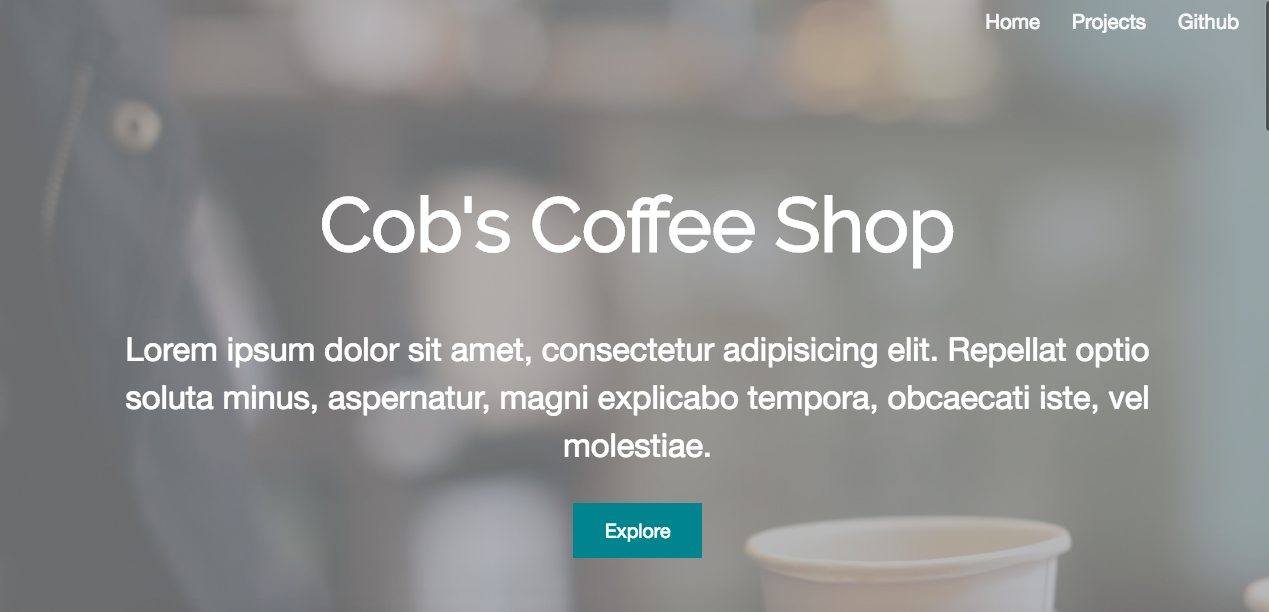 Home Projects Github
Cob's Coffee Shop
Lorem ipsum dolor sit amet, consectetur adipisicing elit. Repellat optio
soluta minus, aspernatur, magni explicabo tempora, obcaecati iste, vel
molestiae.
Explore